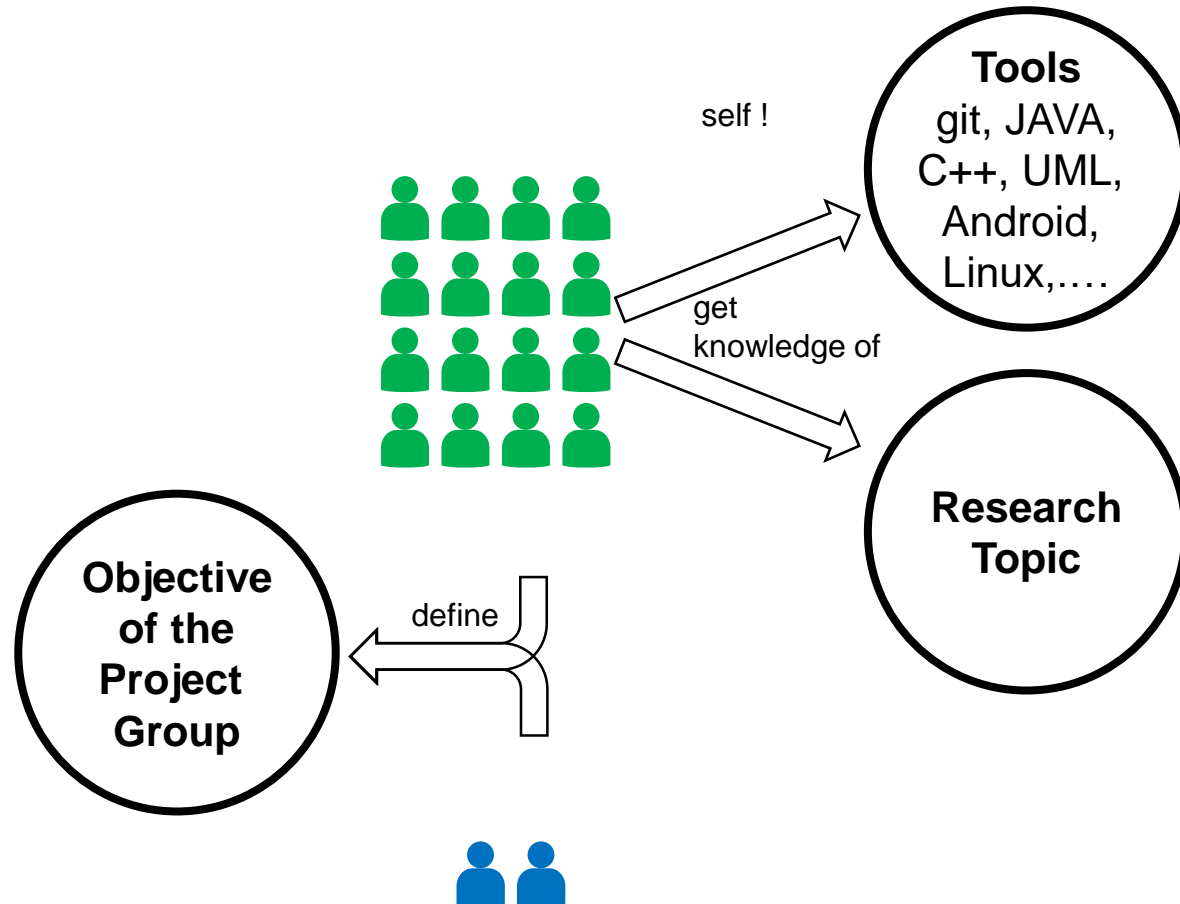 Tools
git, JAVA,
C++, UML,
Android,
Linux,....
self !
get
knowledge of
Research
Topic
Objective
of the
Project
Group
define